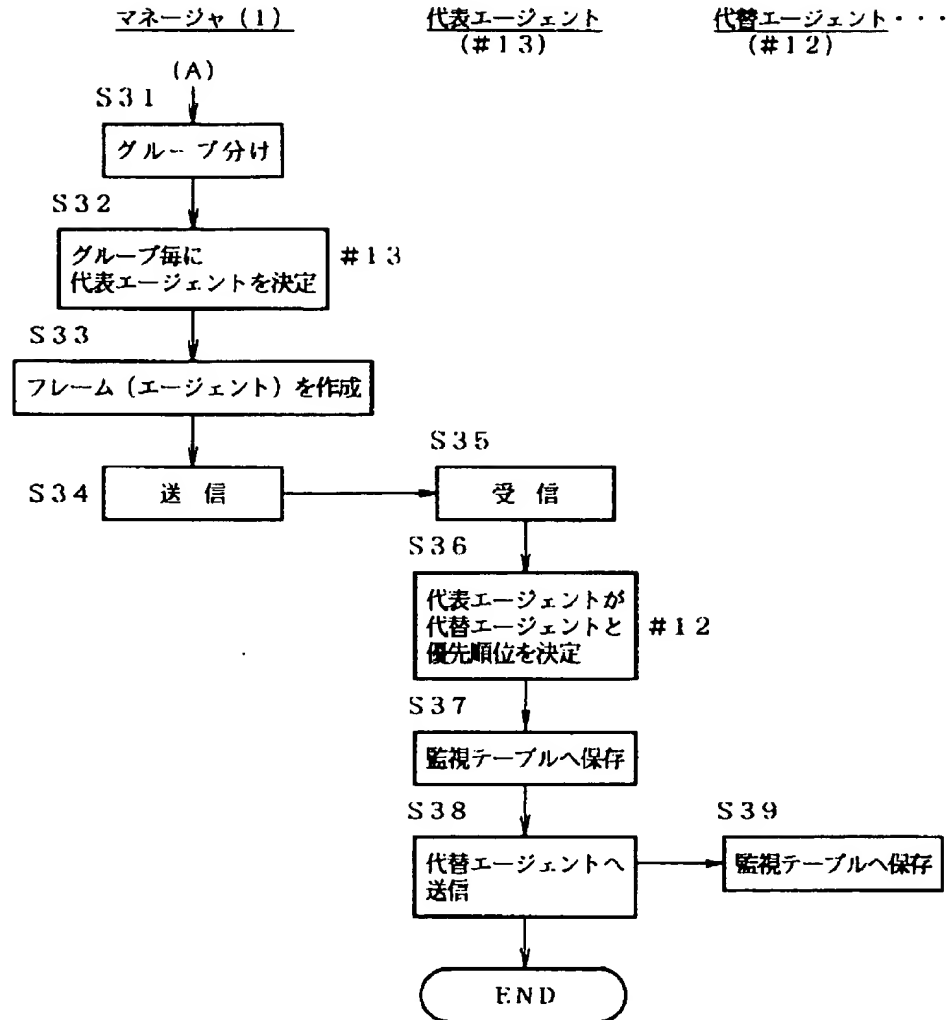 マネージャ(1)
代表エージェント
(#13)
代替エージェント・・・
(#12)
(A)
S31
グループ分け
S32
グループ毎に
代表エージェントを決定
#13
S33
フレーム(エージェント)を作成
S34
送信
S35
受信
S36
代表エージェントが
代替エージェントと
優先順位を決定
#12
S37
監視テーブルへ保存
S38
代替エージェントへ
送信
S39
監視テーブルへ保存
END